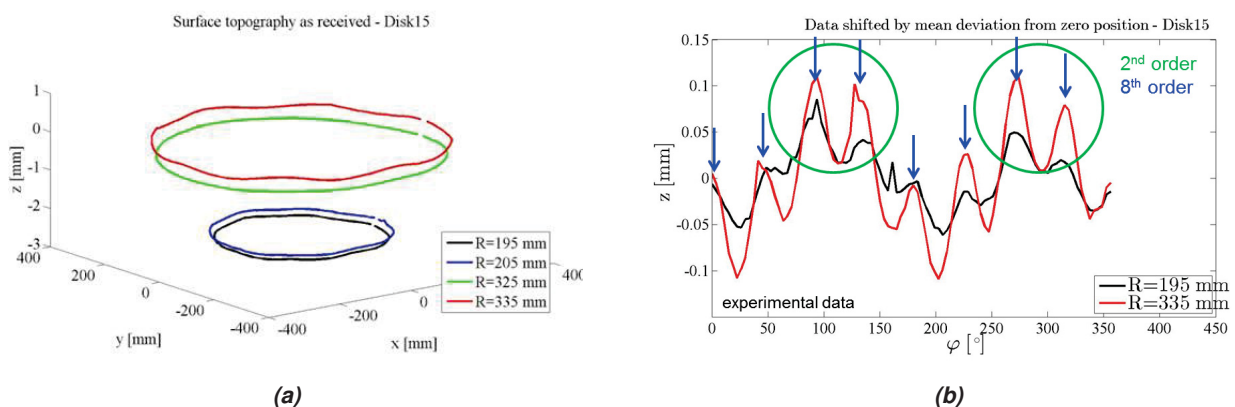 Surface topography as received - Disk15
1
0
-1
-2
-3
z [mm]
400
200
0
-200
-400
y [mm]
-400
-200
0
400
x [mm]
R=195 mm
R=205 mm
R=325 mm
R=335 mm
(a)
Data shifted by mean deviation from zero position - Disk15
0.15
0.1
0.05
0
-0.05
-0.1
z [mm]
2nd order
8th order
experimental data
R=195 mm
R=335 mm
0
50
100
150
200
250
300
350
400
450
φ [°]
(b)